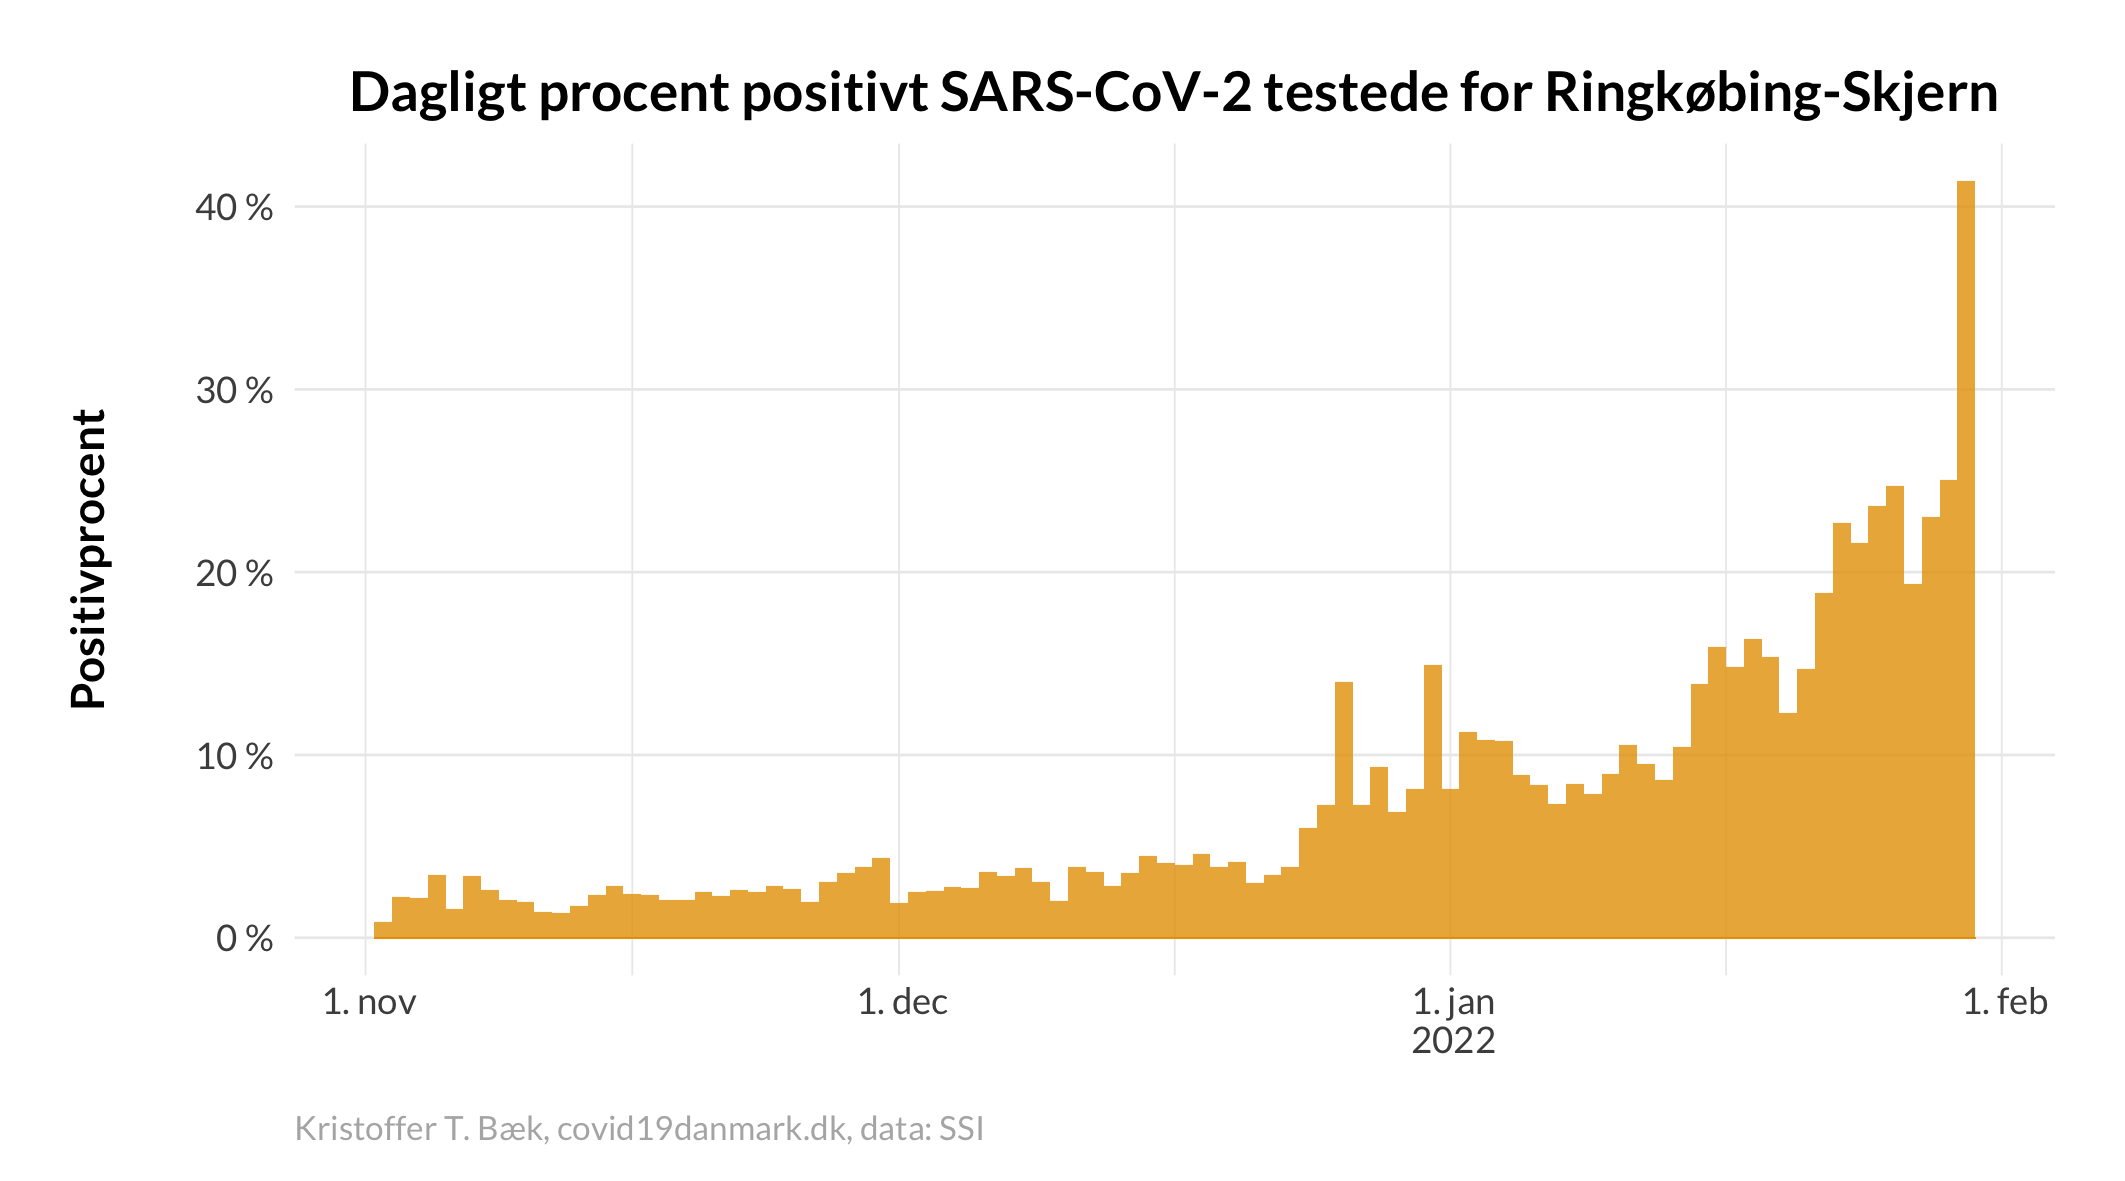 Dagligt procent positivt SARS-CoV-2 testede for Ringkøbing-Skjern
Positivprocent
40 %
30 %
20 %
10 %
0 %
1. nov
1. dec
1. jan
2022
1. feb
Kristoffer T. Bæk, covid19danmark.dk, data: SSI